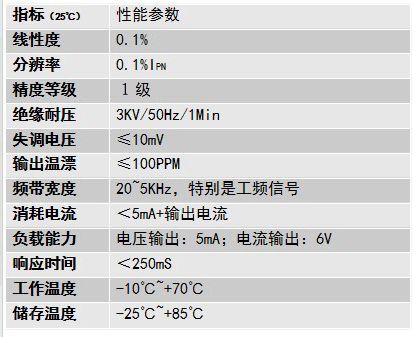 指标（25℃） 性能参数
线性度 0.1%
分辨率 0.1%IPN
精度等级 1 级
绝缘耐压 3KV/50Hz/1Min
失调电压 ≤10mV
输出温漂 ≤100PPM
频带宽度 20~5KHz，特别是工频信号
消耗电流 <5mA+输出电流
负载能力 电压输出：5mA；电流输出：6V
响应时间 <250mS
工作温度 -10℃~+70℃
储存温度 -25℃~+85℃